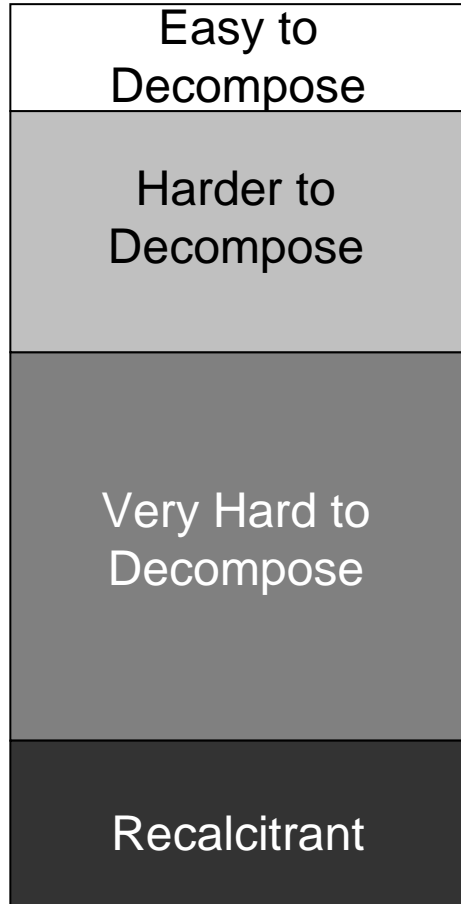 Easy to
Decompose
Harder to
Decompose
Very Hard to
Decompose
Recalcitrant